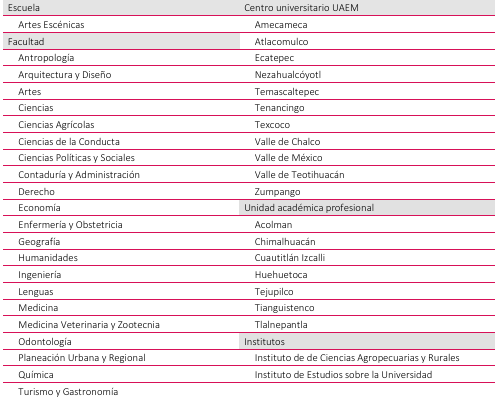 Escuela
Artes Escénicas
Facultad
Antropología
Arquitectura y Diseño
Artes
Ciencias
Ciencias Agrícolas
Ciencias de la Conducta
Ciencias Políticas y Sociales
Contaduría y Administración
Derecho
Economía
Enfermería y Obstetricia
Geografía
Humanidades
Ingeniería
Lenguas
Medicina
Medicina Veterinaria y Zootecnia
Odontología
Planeación Urbana y Regional
Química
Turismo y Gastronomía
Centro universitario UAEM
Amecameca
Atlacomulco
Ecatepec
Nezahualcóyotl
Temascaltepec
Tenancingo
Texcoco
Valle de Chalco
Valle de México
Valle de Teotihuacán
Zumpango
Unidad académica profesional
Acolman
Chimalhuacán
Cuautitlán Izcalli
Huehuetoca
Tejupilco
Tianguistenco
Tlalnepantla
Institutos
Instituto de de Ciencias Agropecuarias y Rurales
Instituto de Estudios sobre la Universidad